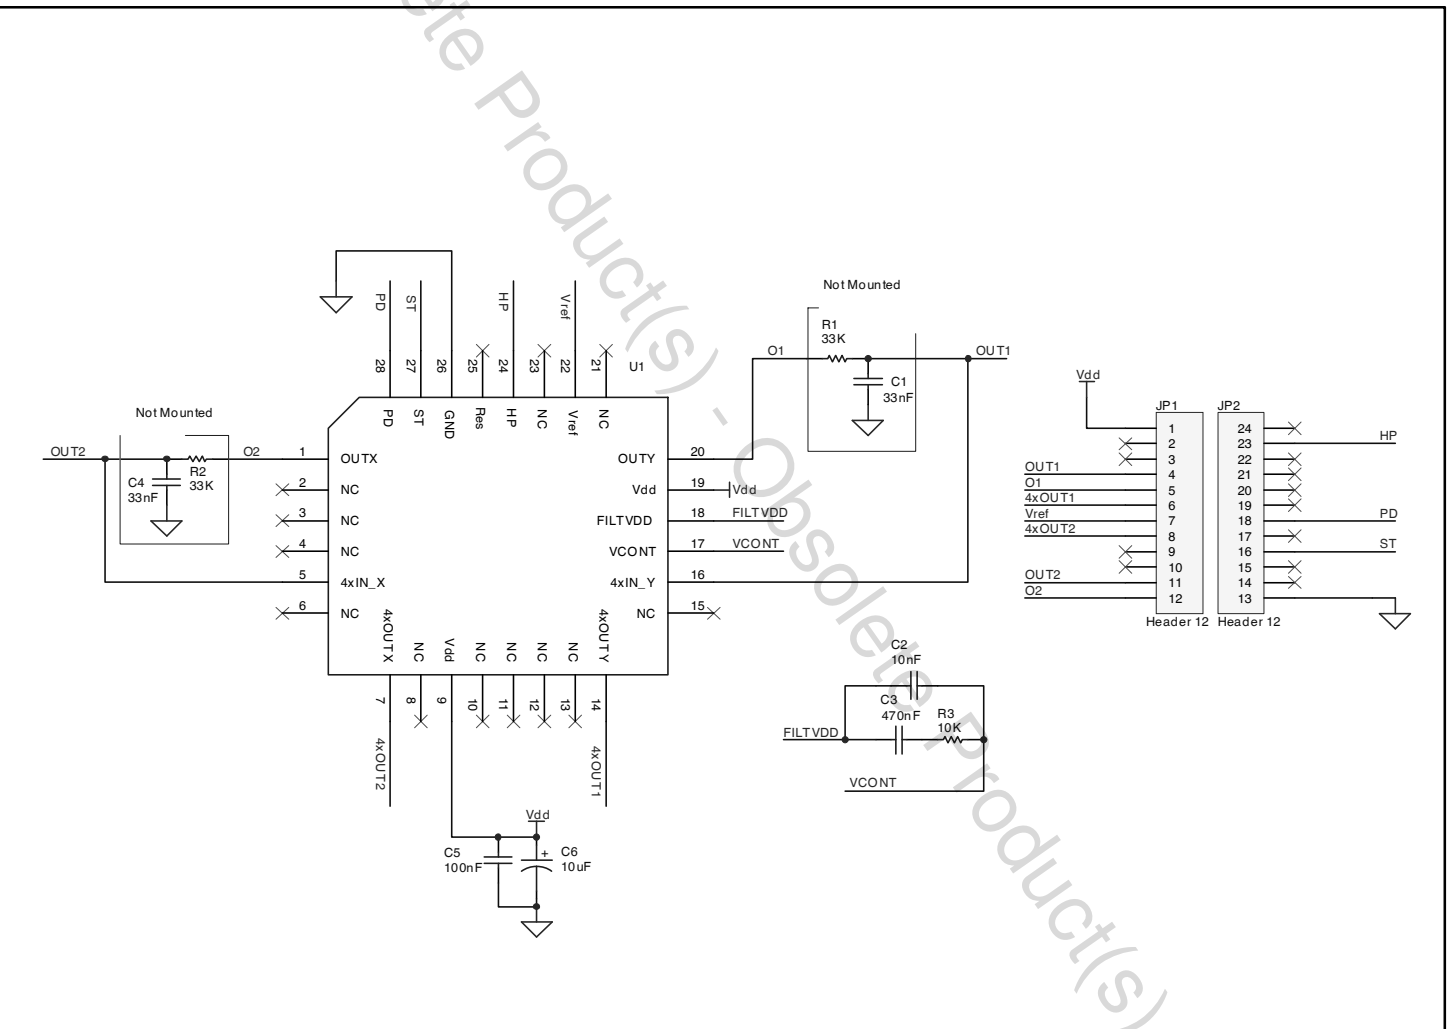 Obsolete Product(s) - Obsolete Product(s)
Not Mounted
R1
33K
O1
OUT1
C1
33nF
PD
ST
HP
Vref
28
27
26
25
24
23
22
21
U1
PD
ST
GND
Res
HP
NC
Vref
NC
Not Mounted
OUT2
O2
R2
33K
C4
33nF
1
OUTX
2
NC
3
NC
4
NC
5
4xIN_X
6
NC
OUTY
20
Vdd
19
Vdd
FILTVDD
18
FILTVDD
VCONT
17
VCONT
4xIN_Y
16
NC
15
4xOUTX
NC
Vdd
NC
NC
NC
NC
4xOUTY
7
8
9
10
11
12
13
14
4xOUT2
4xOUT1
Vdd
C5
100nF
+
C6
10uF
C2
10nF
C3
470nF
R3
10K
FILTVDD
VCONT
Vdd
JP1
1
2
3
OUT1
4
O1
5
4xOUT1
6
Vref
7
4xOUT2
8
9
10
OUT2
11
O2
12
Header 12
JP2
24
23
HP
22
21
20
19
18
PD
17
16
ST
15
14
13
Header 12